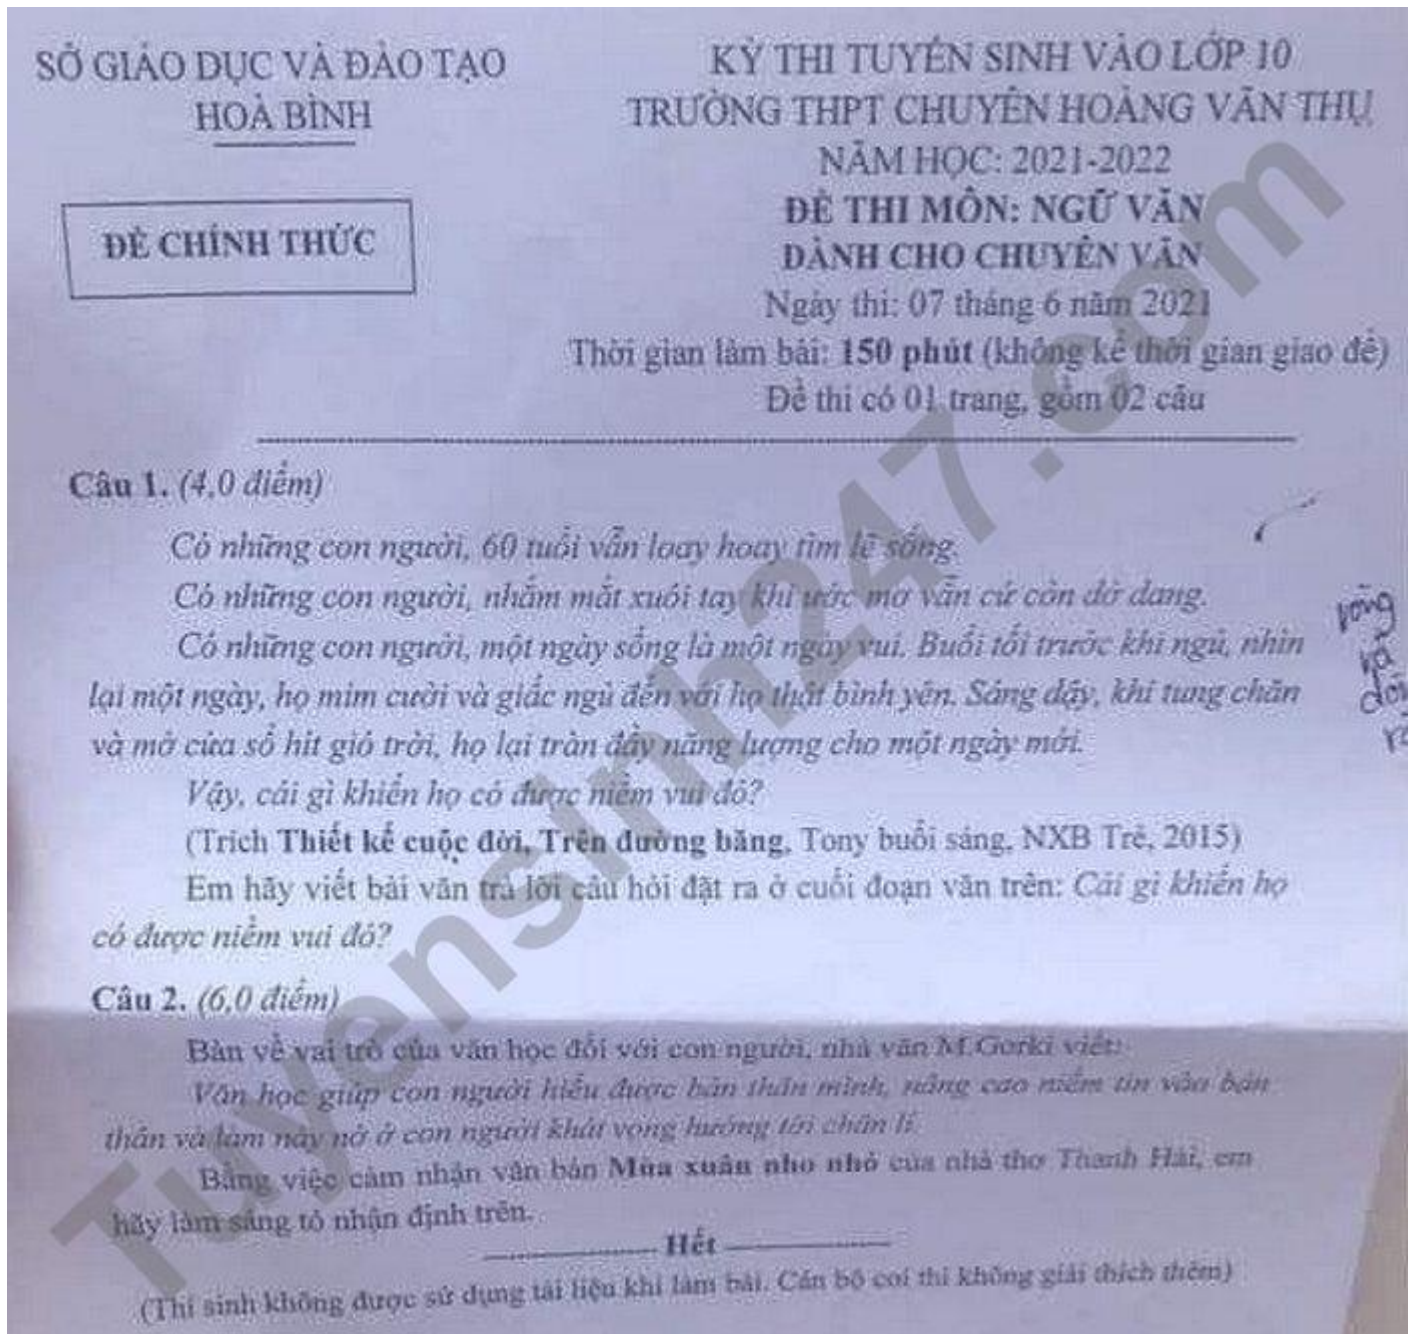 SỞ GIÁO DỤC VÀ ĐÀO TẠO
HOÀ BÌNH
ĐỀ CHÍNH THỨC
KỲ THI TUYỂN SINH VÀO LỚP 10
TRƯỜNG THPT CHUYÊN HOÀNG VĂN THỤ
NĂM HỌC: 2021-2022
ĐỀ THI MÔN: NGỮ VĂN
DÀNH CHO CHUYÊN VĂN
Ngày thi: 07 tháng 6 năm 2021
Thời gian làm bài: 150 phút (không kể thời gian giao đề)
Đề thi có 01 trang, gồm 02 câu
Câu 1. (4,0 điểm)
Có những con người, 60 tuổi vẫn loay hoay tìm lẽ sống.
Có những con người, nhắm mắt xuôi tay khi ước mơ vẫn cứ còn dở dang.
Có những con người, một ngày sống là một ngày vui. Buổi tối trước khi ngủ, nhìn
lại một ngày, họ mỉm cười và giấc ngủ đến với họ thật bình yên. Sáng dậy, khi tung chăn
và mở cửa sổ hít gió trời, họ lại tràn đầy năng lượng cho một ngày mới.
Vậy, cái gì khiến họ có được niềm vui đó?
(Trích Thiết kế cuộc đời, Trên đường băng, Tony buổi sáng, NXB Trẻ, 2015)
Em hãy viết bài văn trả lời câu hỏi đặt ra ở cuối đoạn văn trên: Cái gì khiến họ
có được niềm vui đó?
Câu 2. (6,0 điểm)
Bàn về vai trò của văn học đối với con người, nhà văn M.Gorki viết:
Văn học giúp con người hiểu được bản thân mình, nâng cao niềm tin vào bản
thân và làm nảy nở ở con người khát vọng hướng tới chân lí.
Bằng việc cảm nhận văn bản Mùa xuân nho nhỏ của nhà thơ Thanh Hải, em
hãy làm sáng tỏ nhận định trên.
Hết
(Thí sinh không được sử dụng tài liệu khi làm bài. Cán bộ coi thi không giải thích thêm)
Tuyensinh247.com